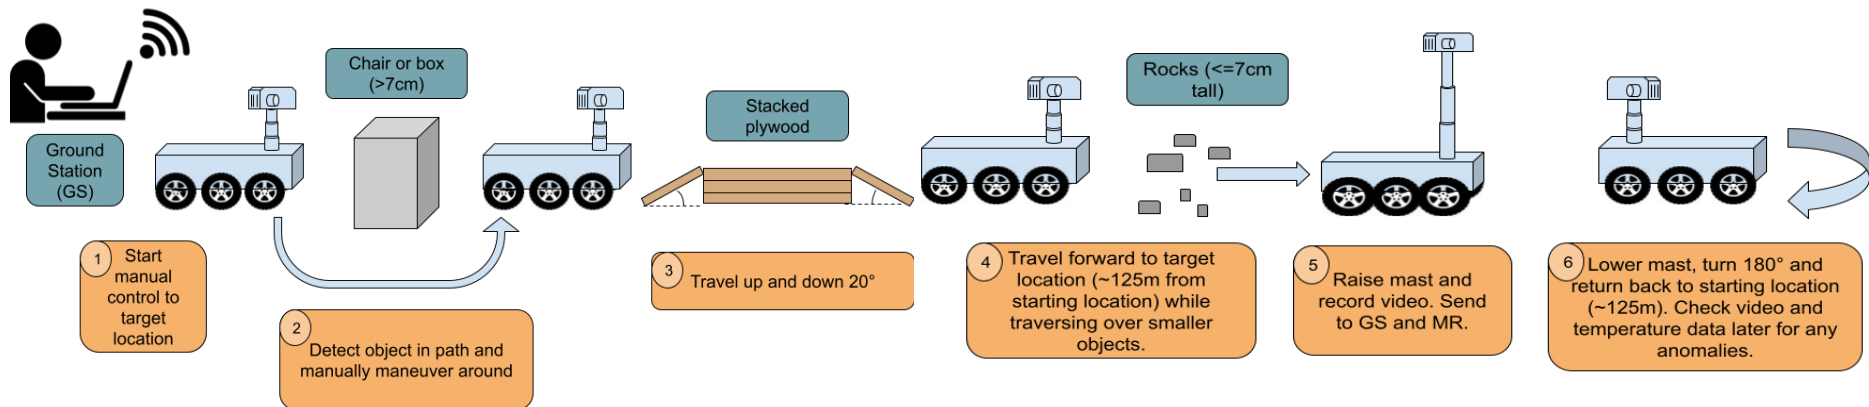 Ground
Station
(GS)
1
Start
manual
control to
target
location
Chair or box
(>7cm)
2
Detect object in path and
manually maneuver around
Stacked
plywood
3
Travel up and down 20°
4
Travel forward to target
location (~125m from
starting location) while
traversing over smaller
objects.
Rocks (<=7cm
tall)
5
Raise mast and
record video. Send
to GS and MR.
6
Lower mast, turn 180° and
return back to starting location
(~125m). Check video and
temperature data later for any
anomalies.